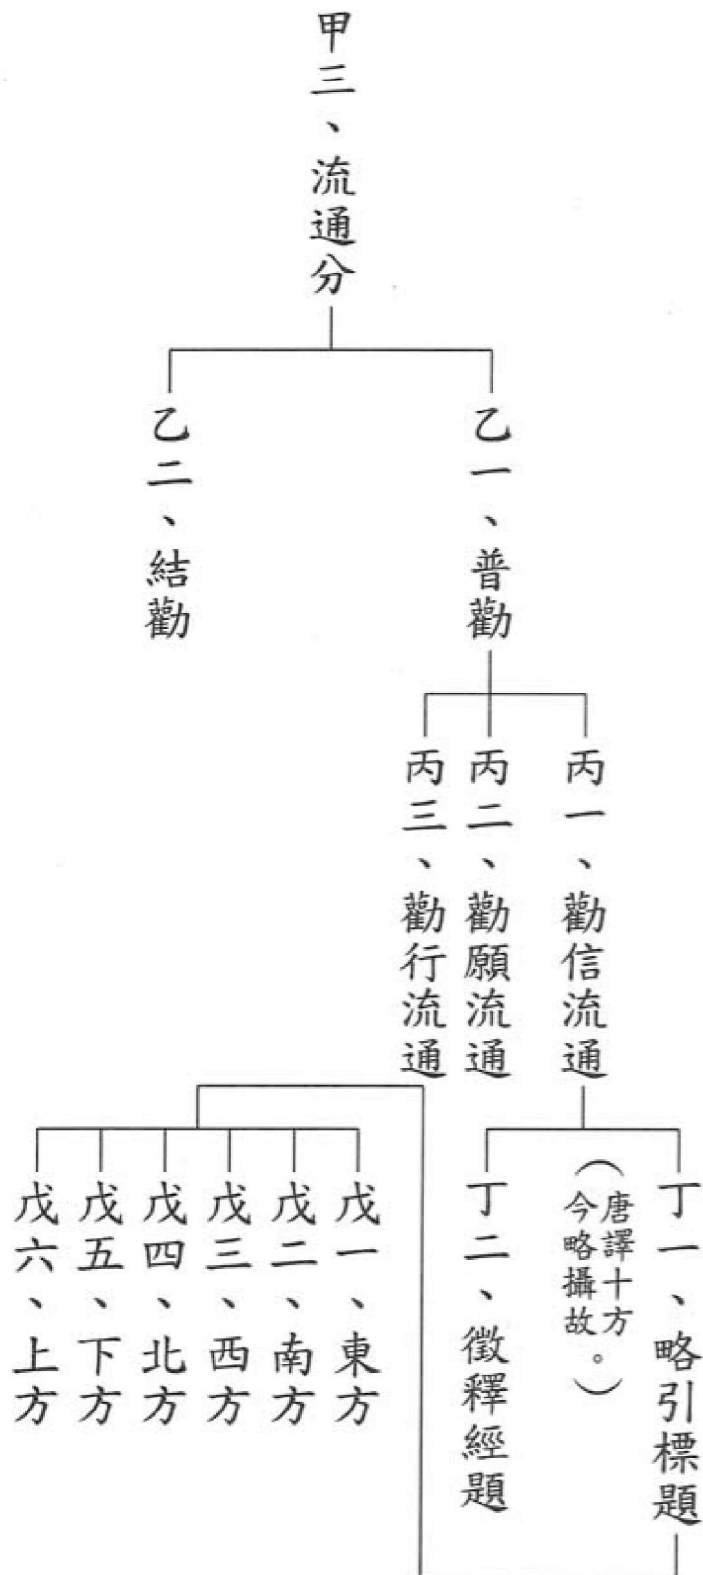 甲三、流通分
乙一、普勸
乙二、結勸
丙一、勸信流通
丙二、勸願流通
丙三、勸行流通
丁一、略引標題
（唐譯十方
今略攝故。）
丁二、徵釋經題
戊一、東方
戊二、南方
戊三、西方
戊四、北方
戊五、下方
戊六、上方